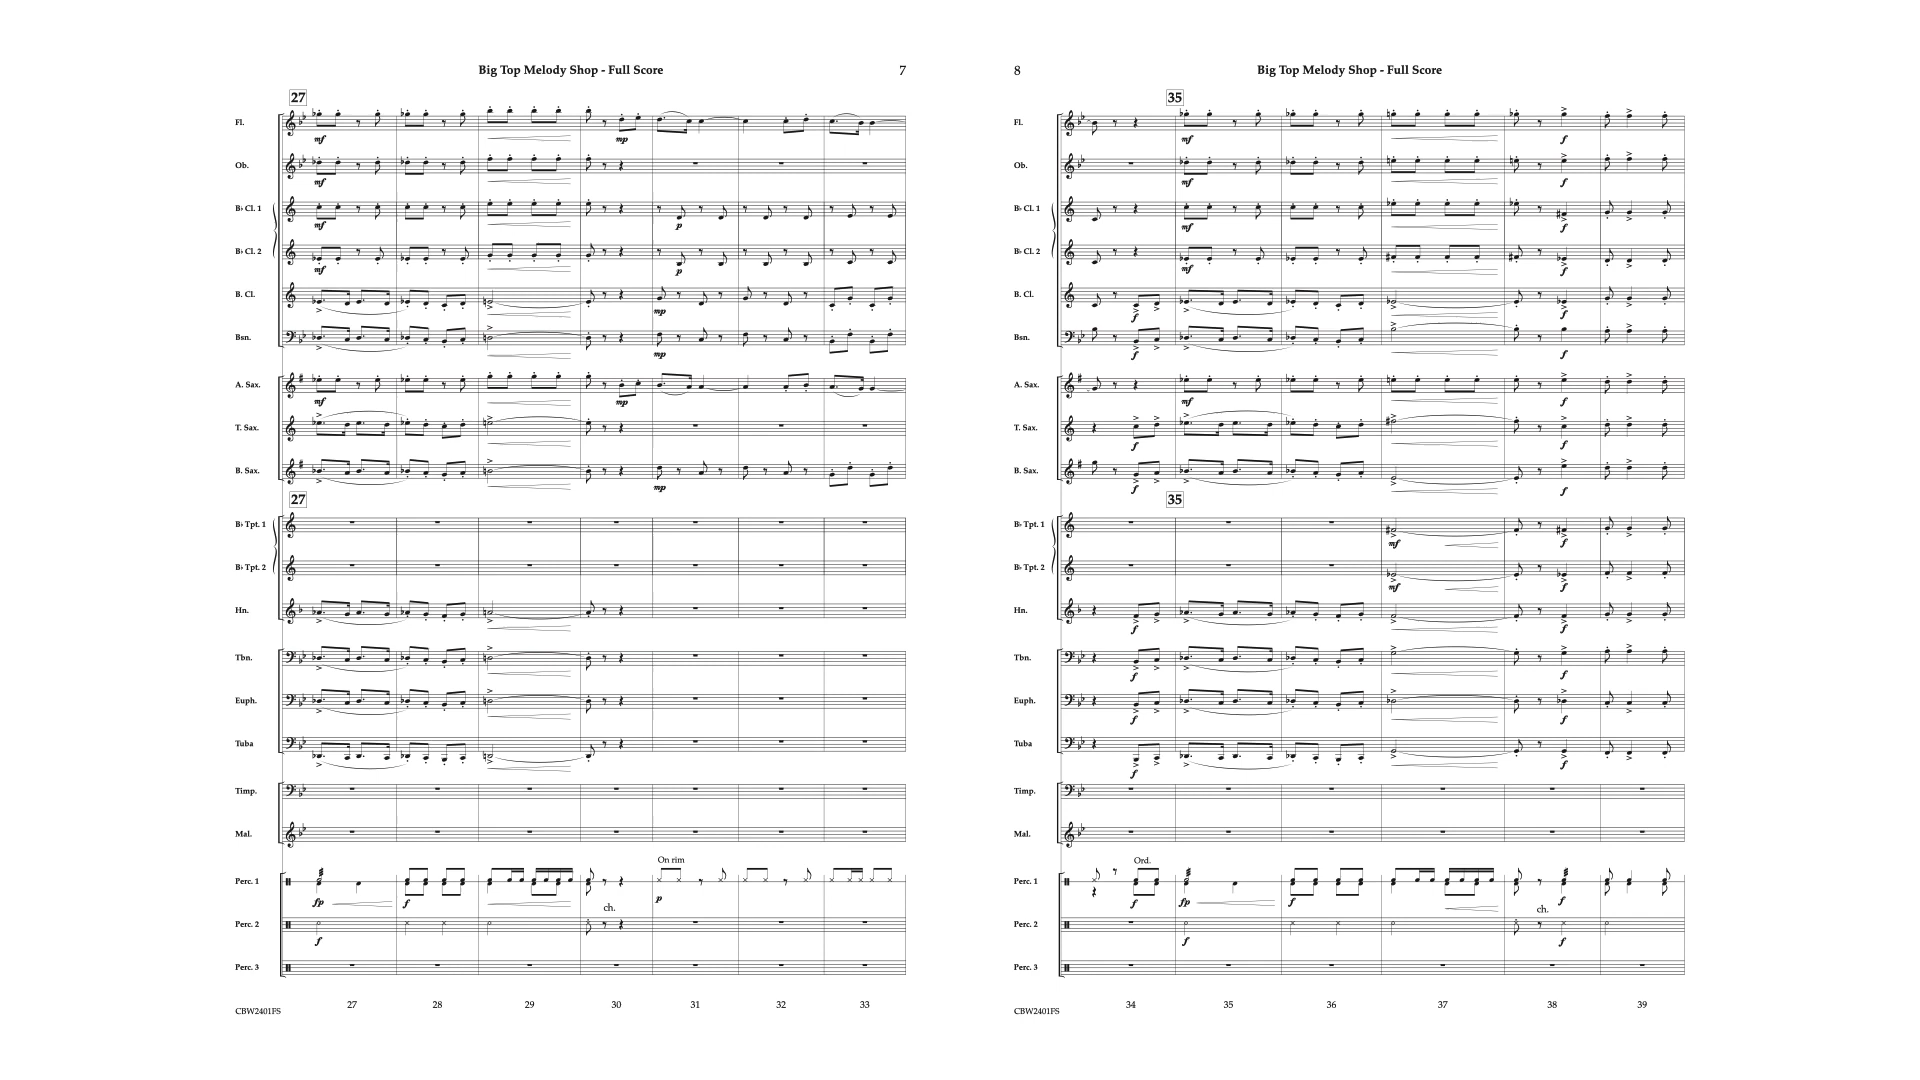 Big Top Melody Shop - Full Score
7
27
Fl.
mf
mp
Ob.
mf
B♭ Cl. 1
mf
p
B♭ Cl. 2
mf
p
B. Cl.
mp
Bsn.
mp
A. Sax.
mf
mp
T. Sax.
B. Sax.
mp
27
B♭ Tpt. 1
B♭ Tpt. 2
Hn.
Tbn.
Euph.
Tuba
Timp.
Mal.
On rim
Perc. 1
fp
f
p
ch.
Perc. 2
f
Perc. 3
27 28 29 30 31 32 33
CBW2401FS
8
Big Top Melody Shop - Full Score
35
Fl.
mf
f
Ob.
mf
f
B♭ Cl. 1
mf
f
B♭ Cl. 2
mf
f
B. Cl.
f
f
Bsn.
f
f
A. Sax.
mf
f
T. Sax.
f
f
B. Sax.
f
f
35
B♭ Tpt. 1
mf
f
B♭ Tpt. 2
mf
f
Hn.
f
f
Tbn.
f
f
Euph.
f
f
Tuba
f
f
Timp.
Mal.
Ord.
Perc. 1
f
fp
f
f
ch.
Perc. 2
f
f
Perc. 3
34 35 36 37 38 39
CBW2401FS